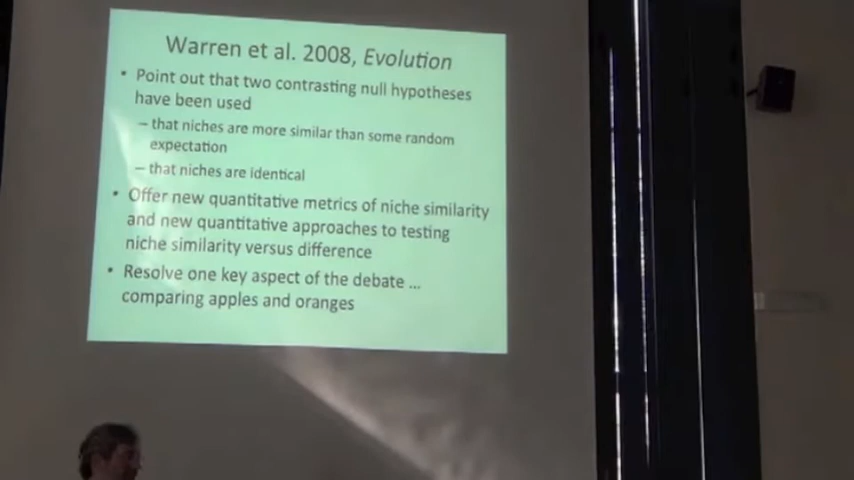 Warren et al. 2008, Evolution
• Point out that two contrasting null hypotheses
have been used
– that niches are more similar than some random
expectation
– that niches are identical
• Offer new quantitative metrics of niche similarity
and new quantitative approaches to testing
niche similarity versus difference
• Resolve one key aspect of the debate ...
comparing apples and oranges